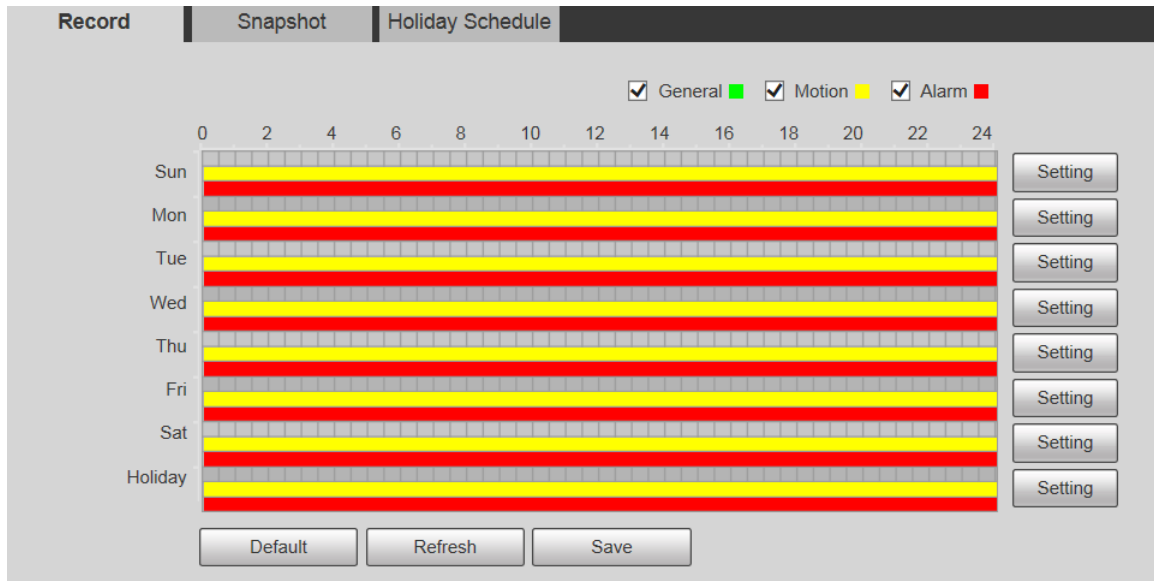 Record Snapshot Holiday Schedule
General Motion Alarm
0 2 4 6 8 10 12 14 16 18 20 22 24
Sun Setting
Mon Setting
Tue Setting
Wed Setting
Thu Setting
Fri Setting
Sat Setting
Holiday Setting
Default Refresh Save